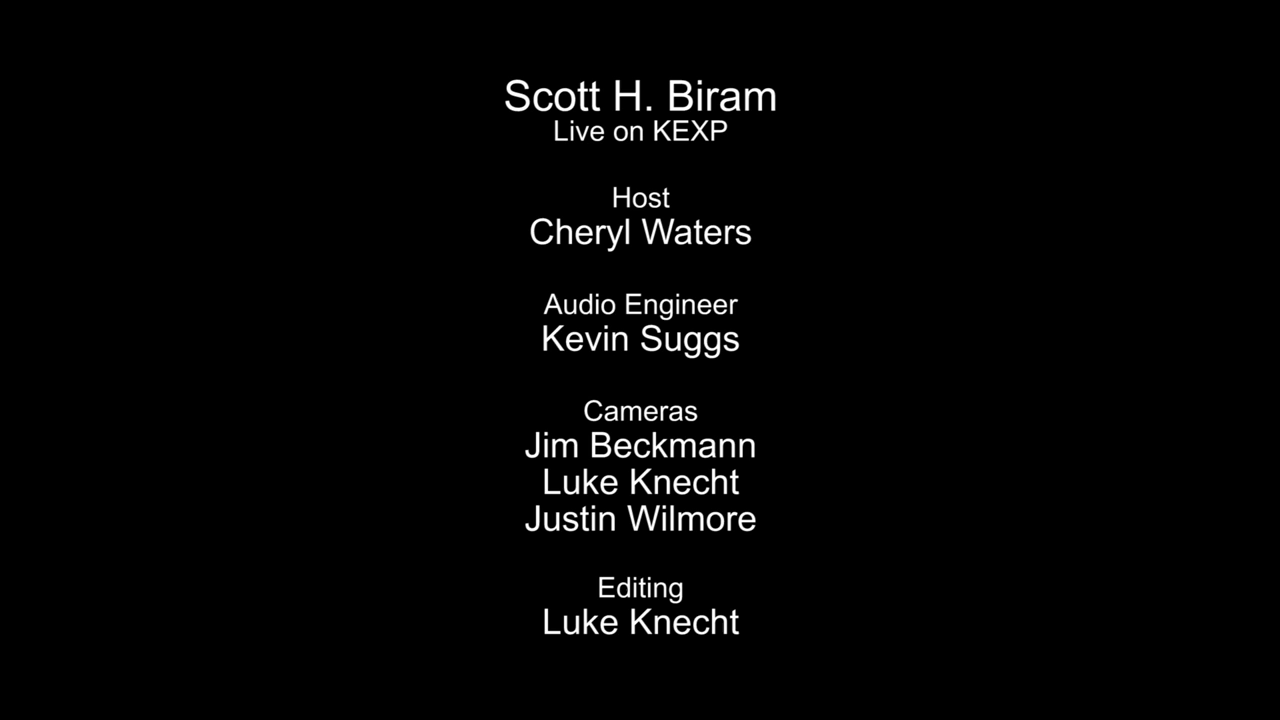 Scott H. Biram
Live on KEXP
Host
Cheryl Waters
Audio Engineer
Kevin Suggs
Cameras
Jim Beckmann
Luke Knecht
Justin Wilmore
Editing
Luke Knecht